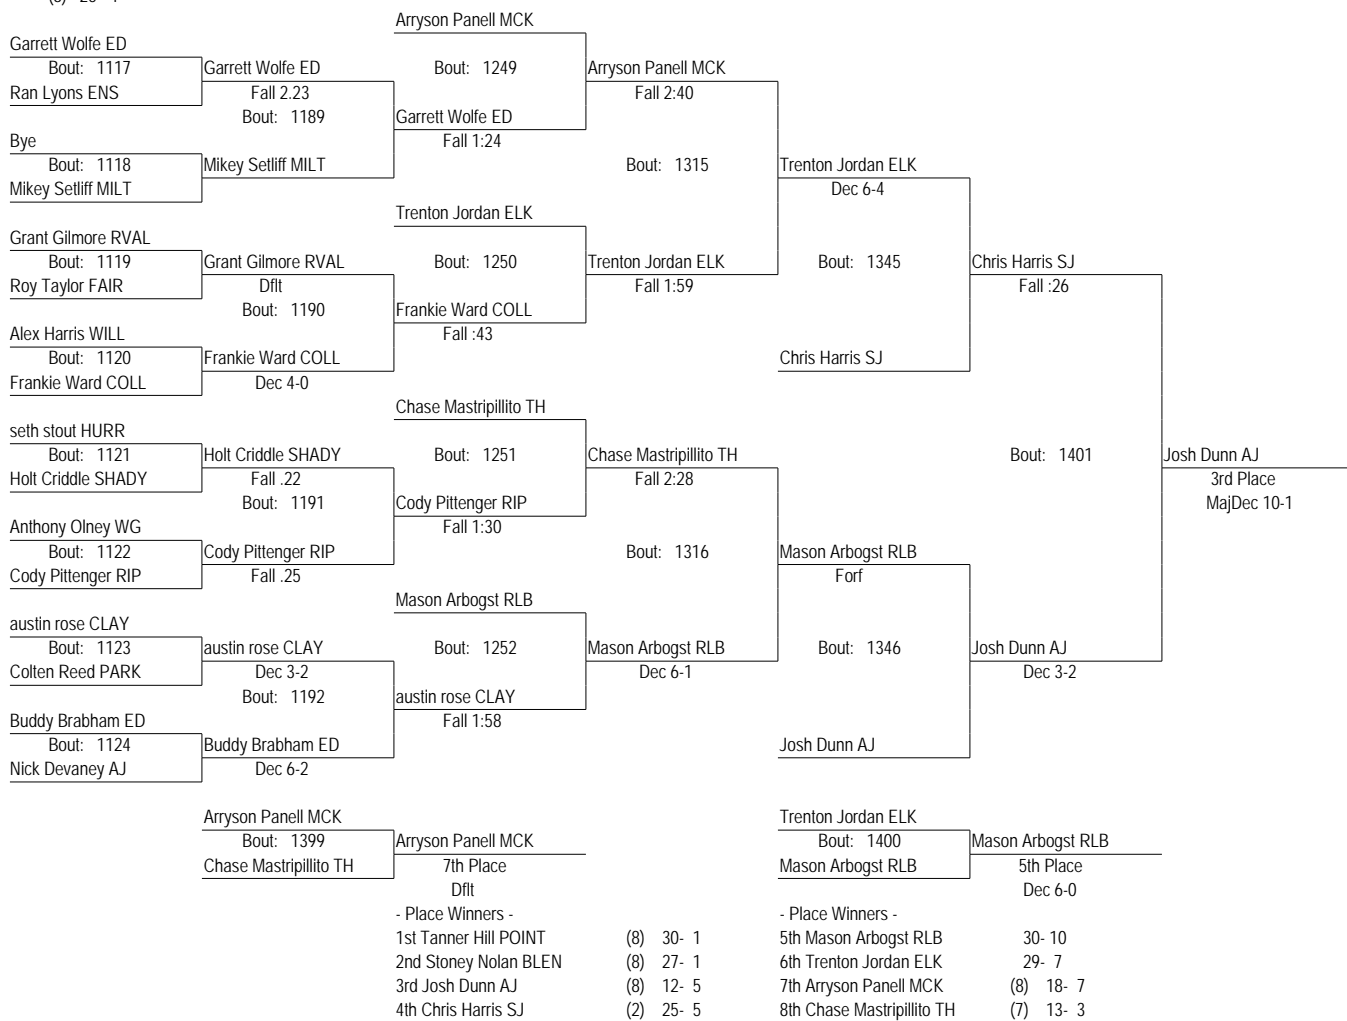 Arryson Panell MCK
Garrett Wolfe ED
Bout: 1117 Garrett Wolfe ED Bout: 1249 Arryson Panell MCK
Ran Lyons ENS Fall 2.23 Fall 2:40
Bout: 1189 Garrett Wolfe ED
Bye Fall 1:24
Bout: 1118 Mikey Setliff MILT Bout: 1315 Trenton Jordan ELK
Mikey Setliff MILT Dec 6-4
Trenton Jordan ELK
Grant Gilmore RVAL
Bout: 1119 Grant Gilmore RVAL Bout: 1250 Trenton Jordan ELK Bout: 1345 Chris Harris SJ
Roy Taylor FAIR Dflt Fall 1:59 Fall :26
Bout: 1190 Frankie Ward COLL
Alex Harris WILL Fall :43
Bout: 1120 Frankie Ward COLL Chris Harris SJ
Frankie Ward COLL Dec 4-0
Chase Mastripillito TH
seth stout HURR
Bout: 1121 Holt Criddle SHADY Bout: 1251 Chase Mastripillito TH Bout: 1401 Josh Dunn AJ
Holt Criddle SHADY Fall .22 Fall 2:28 3rd Place
Bout: 1191 Cody Pittenger RIP MajDec 10-1
Anthony Olney WG Fall 1:30
Bout: 1122 Cody Pittenger RIP Bout: 1316 Mason Arbogst RLB
Cody Pittenger RIP Fall .25 Forf
Mason Arbogst RLB
austin rose CLAY
Bout: 1123 austin rose CLAY Bout: 1252 Mason Arbogst RLB Bout: 1346 Josh Dunn AJ
Colten Reed PARK Dec 3-2 Dec 6-1 Dec 3-2
Bout: 1192 austin rose CLAY
Buddy Brabham ED Fall 1:58
Bout: 1124 Buddy Brabham ED Josh Dunn AJ
Nick Devaney AJ Dec 6-2
Arryson Panell MCK Trenton Jordan ELK
Bout: 1399 Arryson Panell MCK Bout: 1400 Mason Arbogst RLB
Chase Mastripillito TH 7th Place Mason Arbogst RLB 5th Place
Dflt Dec 6-0
- Place Winners - - Place Winners -
1st Tanner Hill POINT (8) 30- 1 5th Mason Arbogst RLB 30- 10
2nd Stoney Nolan BLEN (8) 27- 1 6th Trenton Jordan ELK 29- 7
3rd Josh Dunn AJ (8) 12- 5 7th Arryson Panell MCK (8) 18- 7
4th Chris Harris SJ (2) 25- 5 8th Chase Mastripillito TH (7) 13- 3